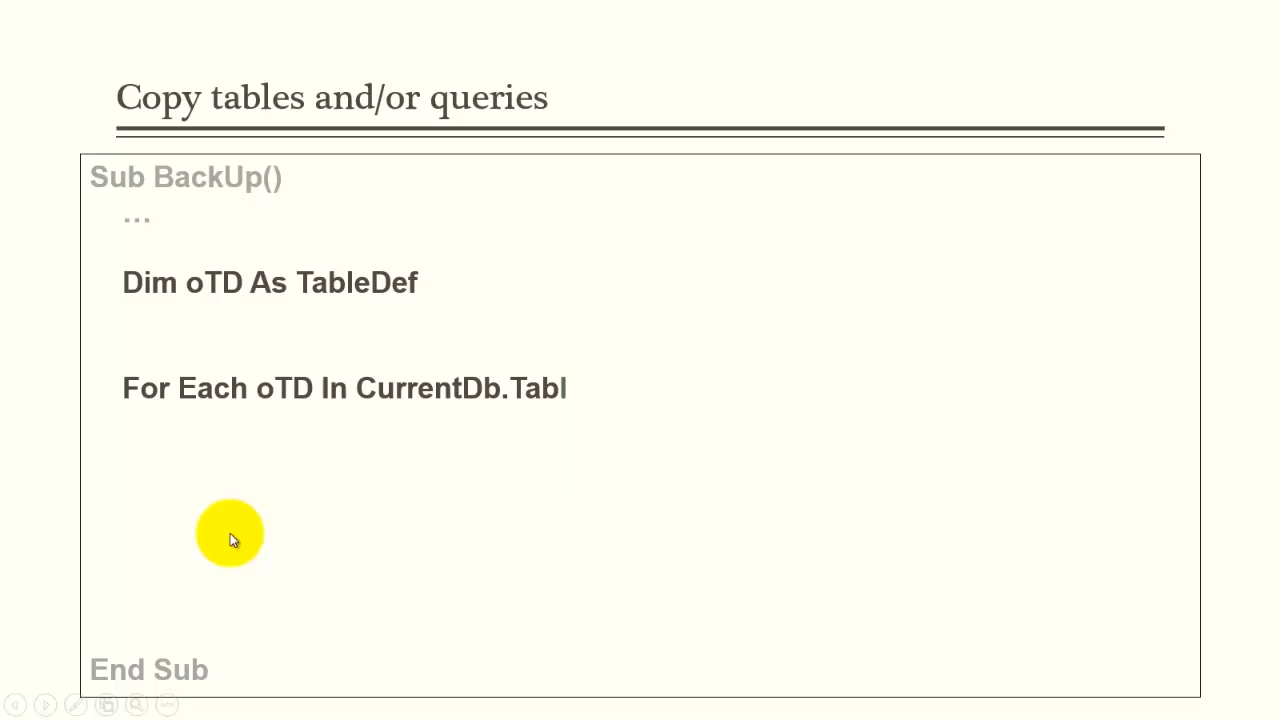 Copy tables and/or queries
Sub BackUp()
…
Dim oTD As TableDef
For Each oTD In CurrentDb.Tabl
End Sub